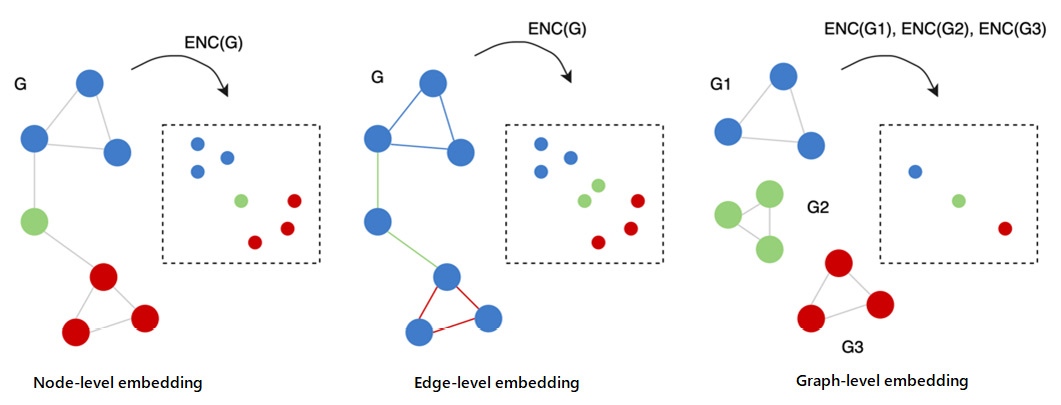 ENC(G)
G
Node-level embedding
ENC(G)
G
Edge-level embedding
ENC(G1), ENC(G2), ENC(G3)
G1
G2
G3
Graph-level embedding